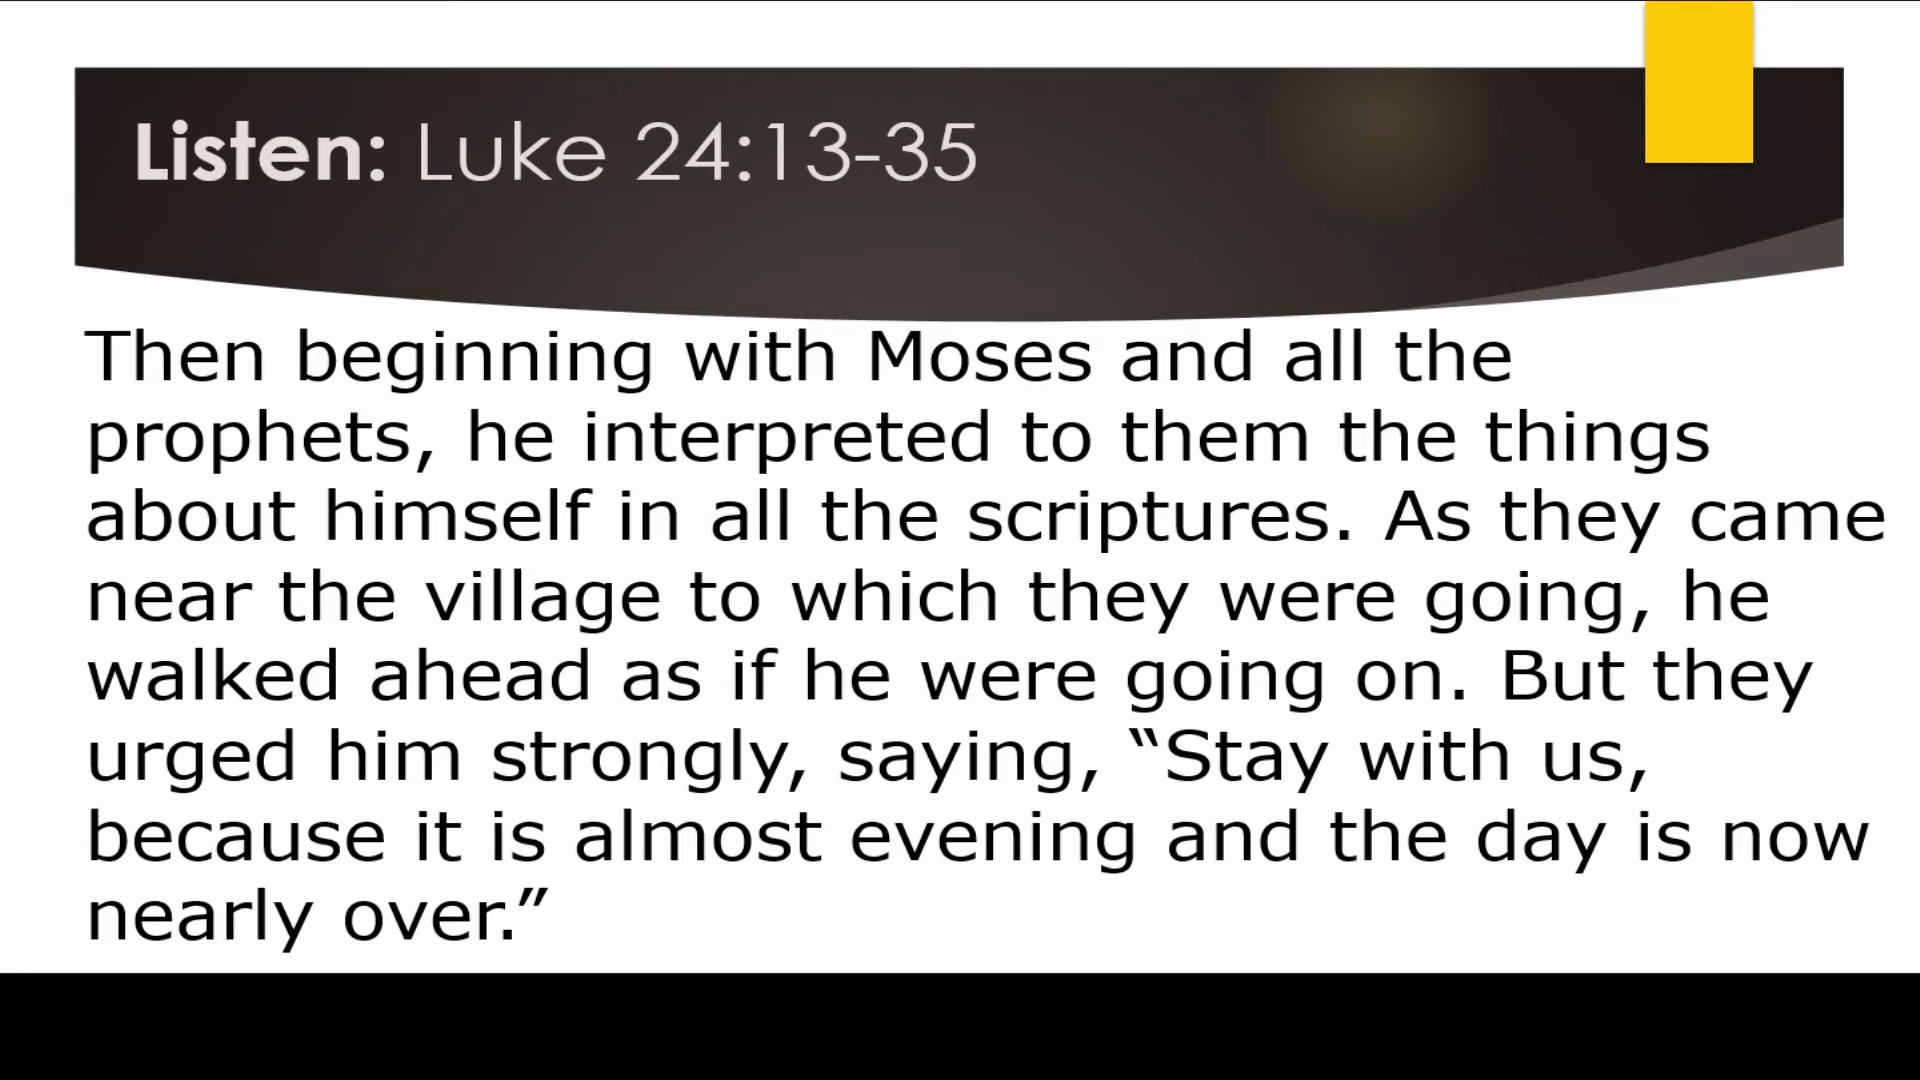 Listen: Luke 24:13-35
Then beginning with Moses and all the
prophets, he interpreted to them the things
about himself in all the scriptures. As they came
near the village to which they were going, he
walked ahead as if he were going on. But they
urged him strongly, saying, “Stay with us,
because it is almost evening and the day is now
nearly over.”